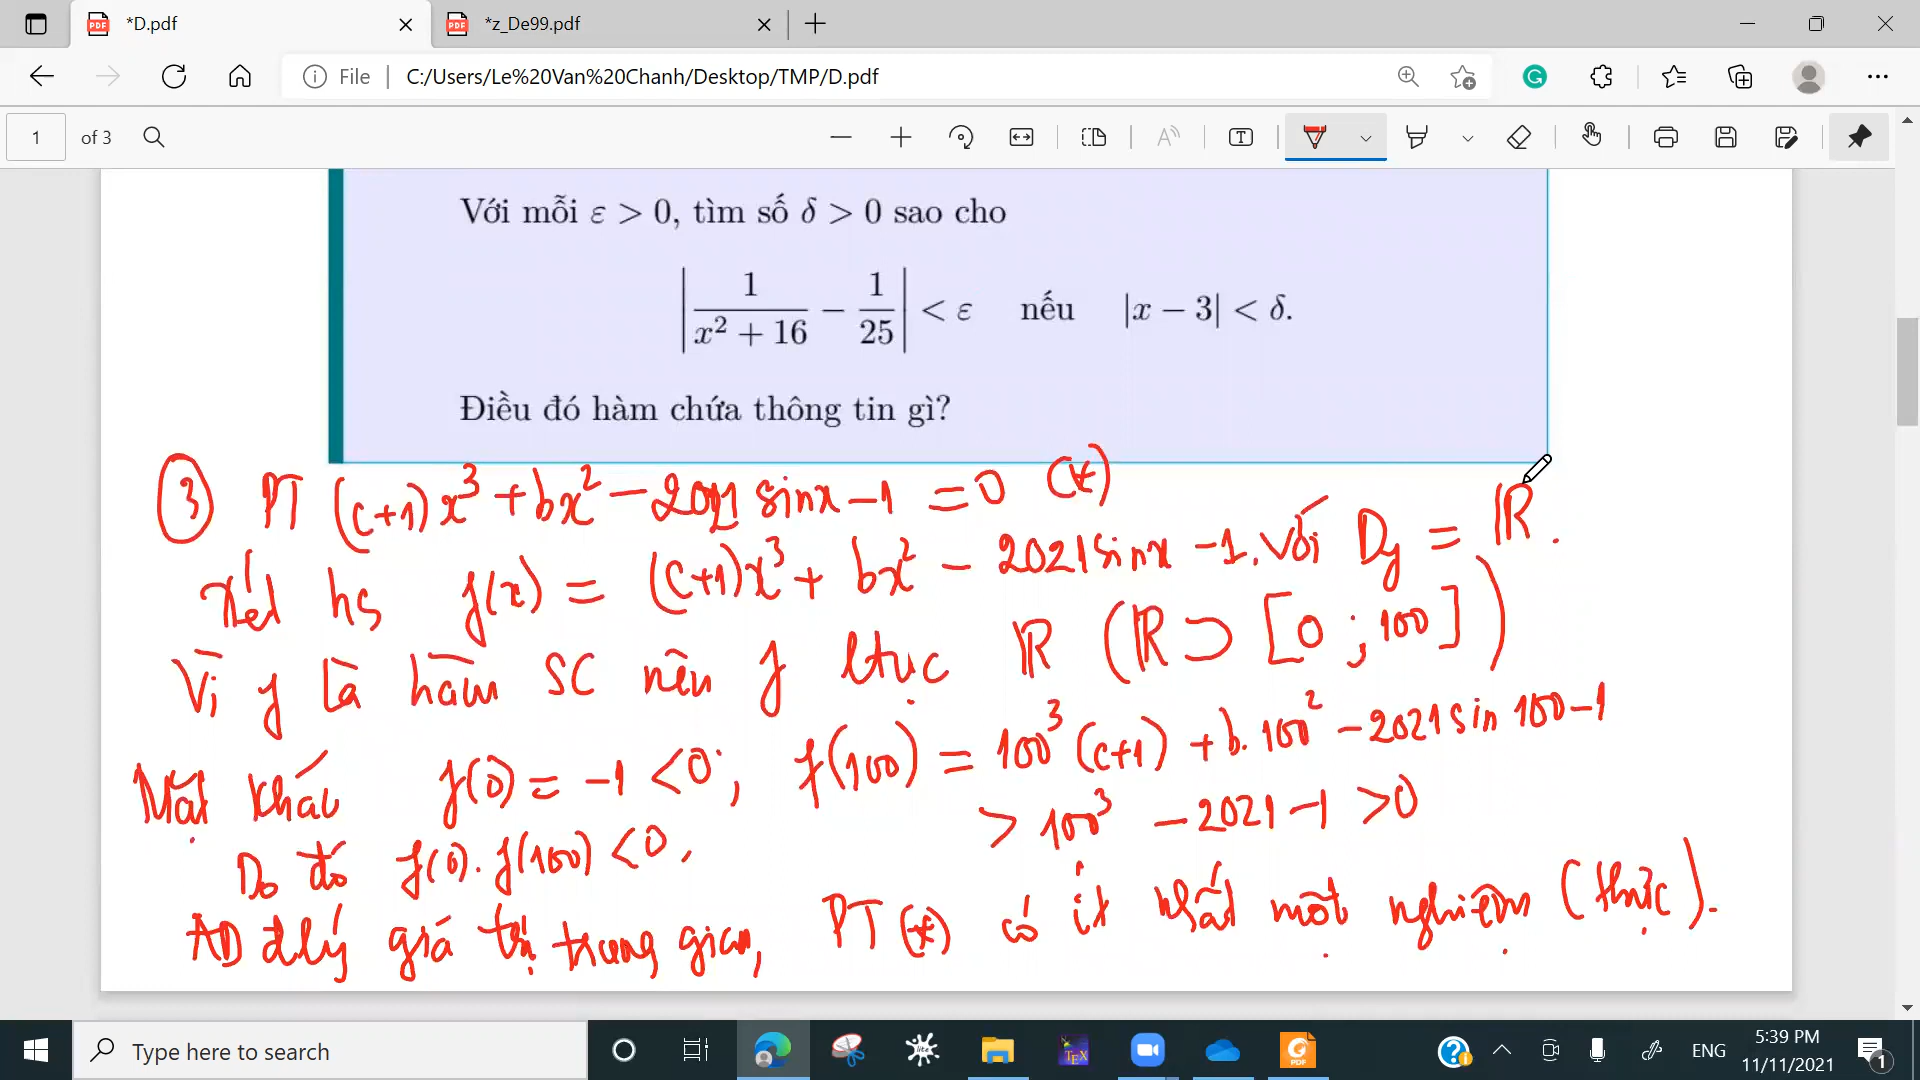 *D.pdf
*z_De99.pdf
File
C:/Users/Le%20Van%20Chanh/Desktop/TMP/D.pdf
1 of 3
Với mỗi ε > 0, tìm số δ > 0 sao cho
| 1/(x² + 16) − 1/25 | < ε nếu |x − 3| < δ.
Điều đó hàm chứa thông tin gì?
③ PT (c+1)x³ + bx² − 2021 sinx − 1 = 0 (*)
Xét hs f(x) = (c+1)x³ + bx² − 2021 sinx − 1. Với Df = ℝ.
Vì f là hàm SC nên f ltục ℝ (ℝ ⊃ [0; 100])
Mặt khác f(0) = −1 < 0; f(100) = 100³ (c+1) + b.100² − 2021 sin 100 − 1
> 100³ − 2021 − 1 > 0
Do đó f(0). f(100) < 0,
AD đlý giá trị trung gian, PT (*) có ít nhất một nghiệm (thực).
Type here to search
lite
TEX
PDF
ENG
5:39 PM
11/11/2021
1